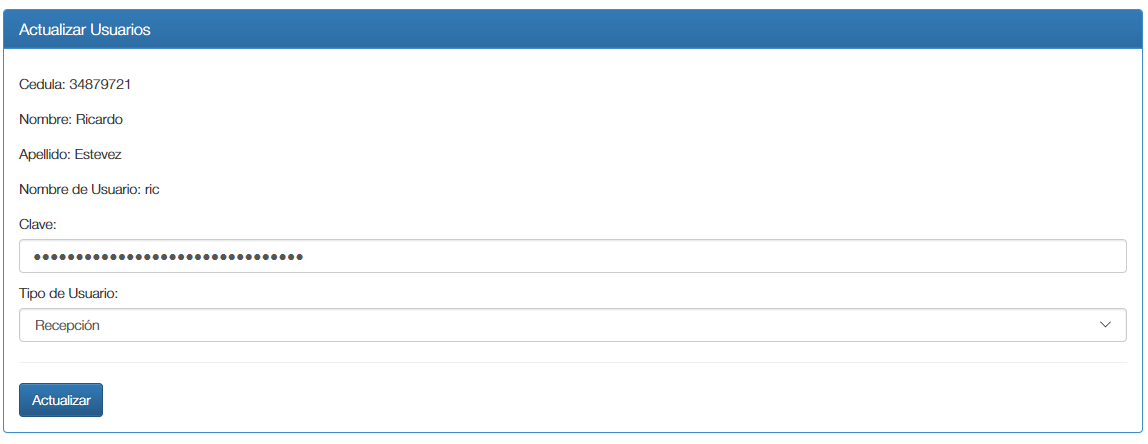 Actualizar Usuarios
Cedula: 34879721
Nombre: Ricardo
Apellido: Estevez
Nombre de Usuario: ric
Clave:
••••••••••••••••••••••••••••••••
Tipo de Usuario:
Recepción
Actualizar